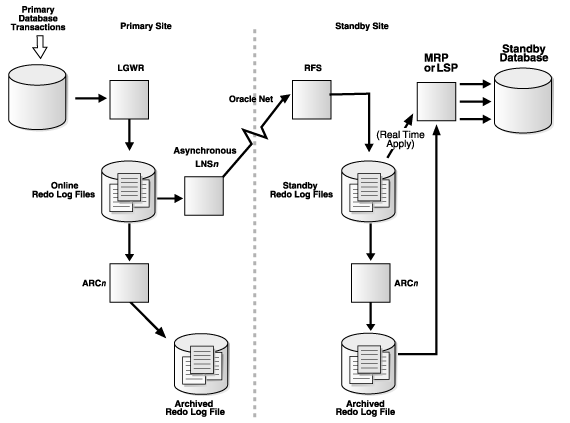 Primary
Database
Transactions
Primary Site
Standby Site
LGWR
RFS
MRP
or LSP
Standby
Database
Oracle Net
(Real Time
Apply)
Asynchronous
LNSn
Online
Redo Log Files
Standby
Redo Log Files
ARCn
ARCn
Archived
Redo Log File
Archived
Redo Log File